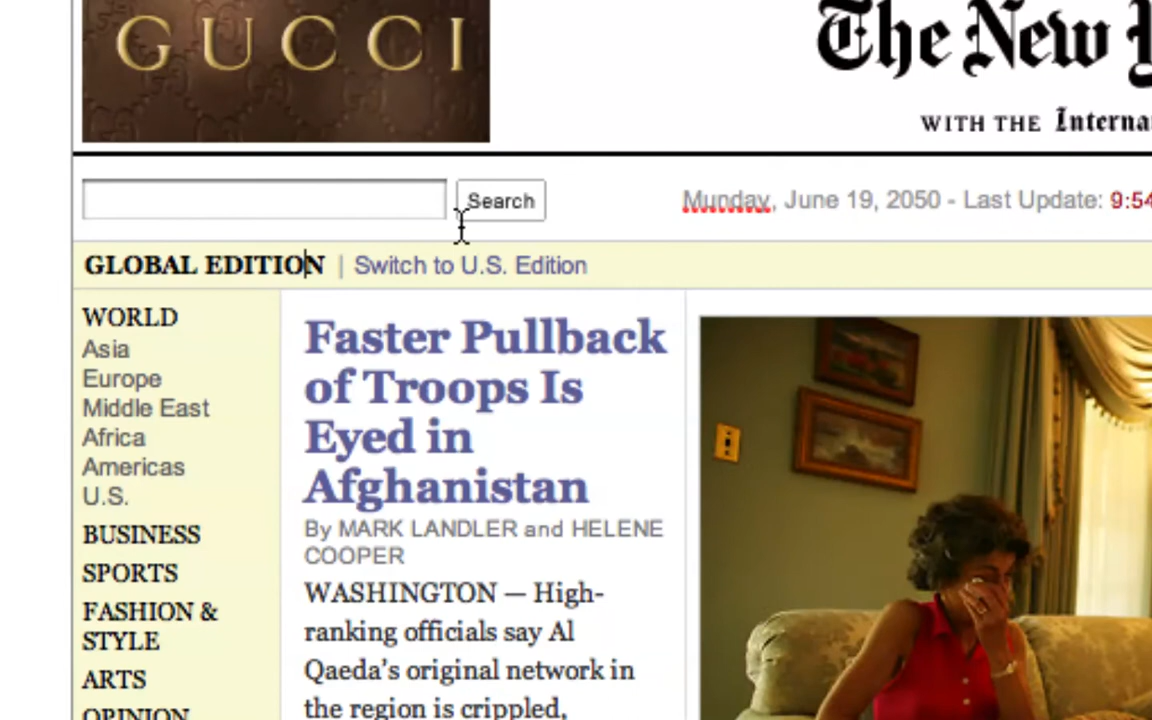 GUCCI
The New
WITH THE Interna
Search
Munday, June 19, 2050 - Last Update: 9:54
GLOBAL EDITION | Switch to U.S. Edition
WORLD
Asia
Europe
Middle East
Africa
Americas
U.S.
BUSINESS
SPORTS
FASHION &
STYLE
ARTS
OPINION
Faster Pullback
of Troops Is
Eyed in
Afghanistan
By MARK LANDLER and HELENE
COOPER
WASHINGTON — High-
ranking officials say Al
Qaeda's original network in
the region is crippled,